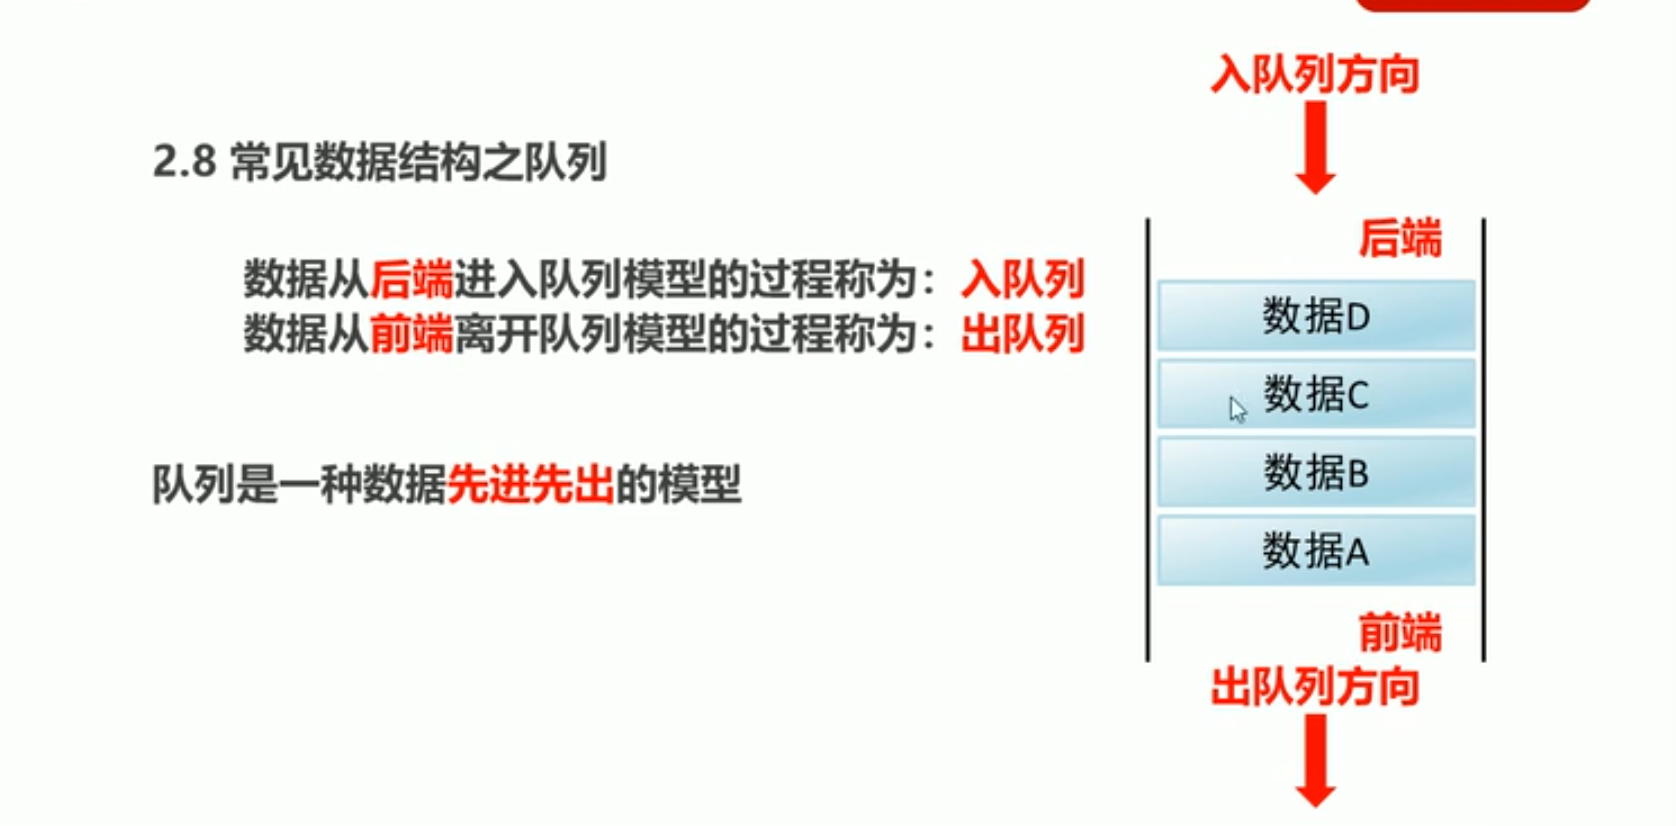 2.8 常见数据结构之队列
数据从后端进入队列模型的过程称为：入队列
数据从前端离开队列模型的过程称为：出队列
队列是一种数据先进先出的模型
入队列方向
后端
数据D
数据C
数据B
数据A
前端
出队列方向